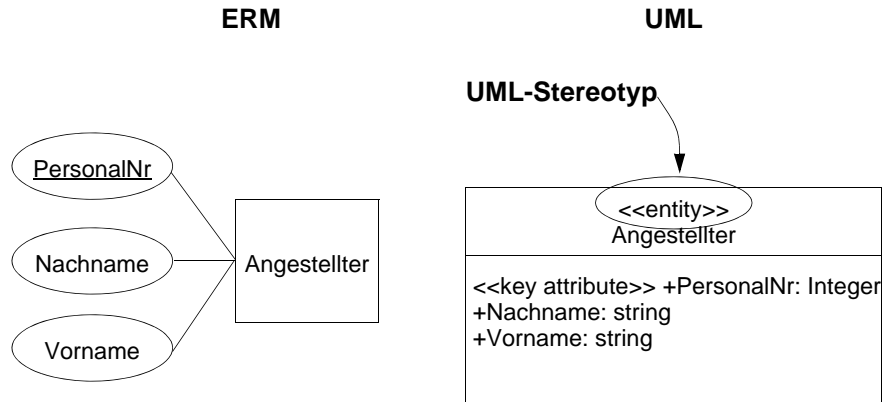 ERM
UML
UML-Stereotyp
PersonalNr
Nachname
Vorname
Angestellter
<<entity>>
Angestellter
<<key attribute>> +PersonalNr: Integer
+Nachname: string
+Vorname: string